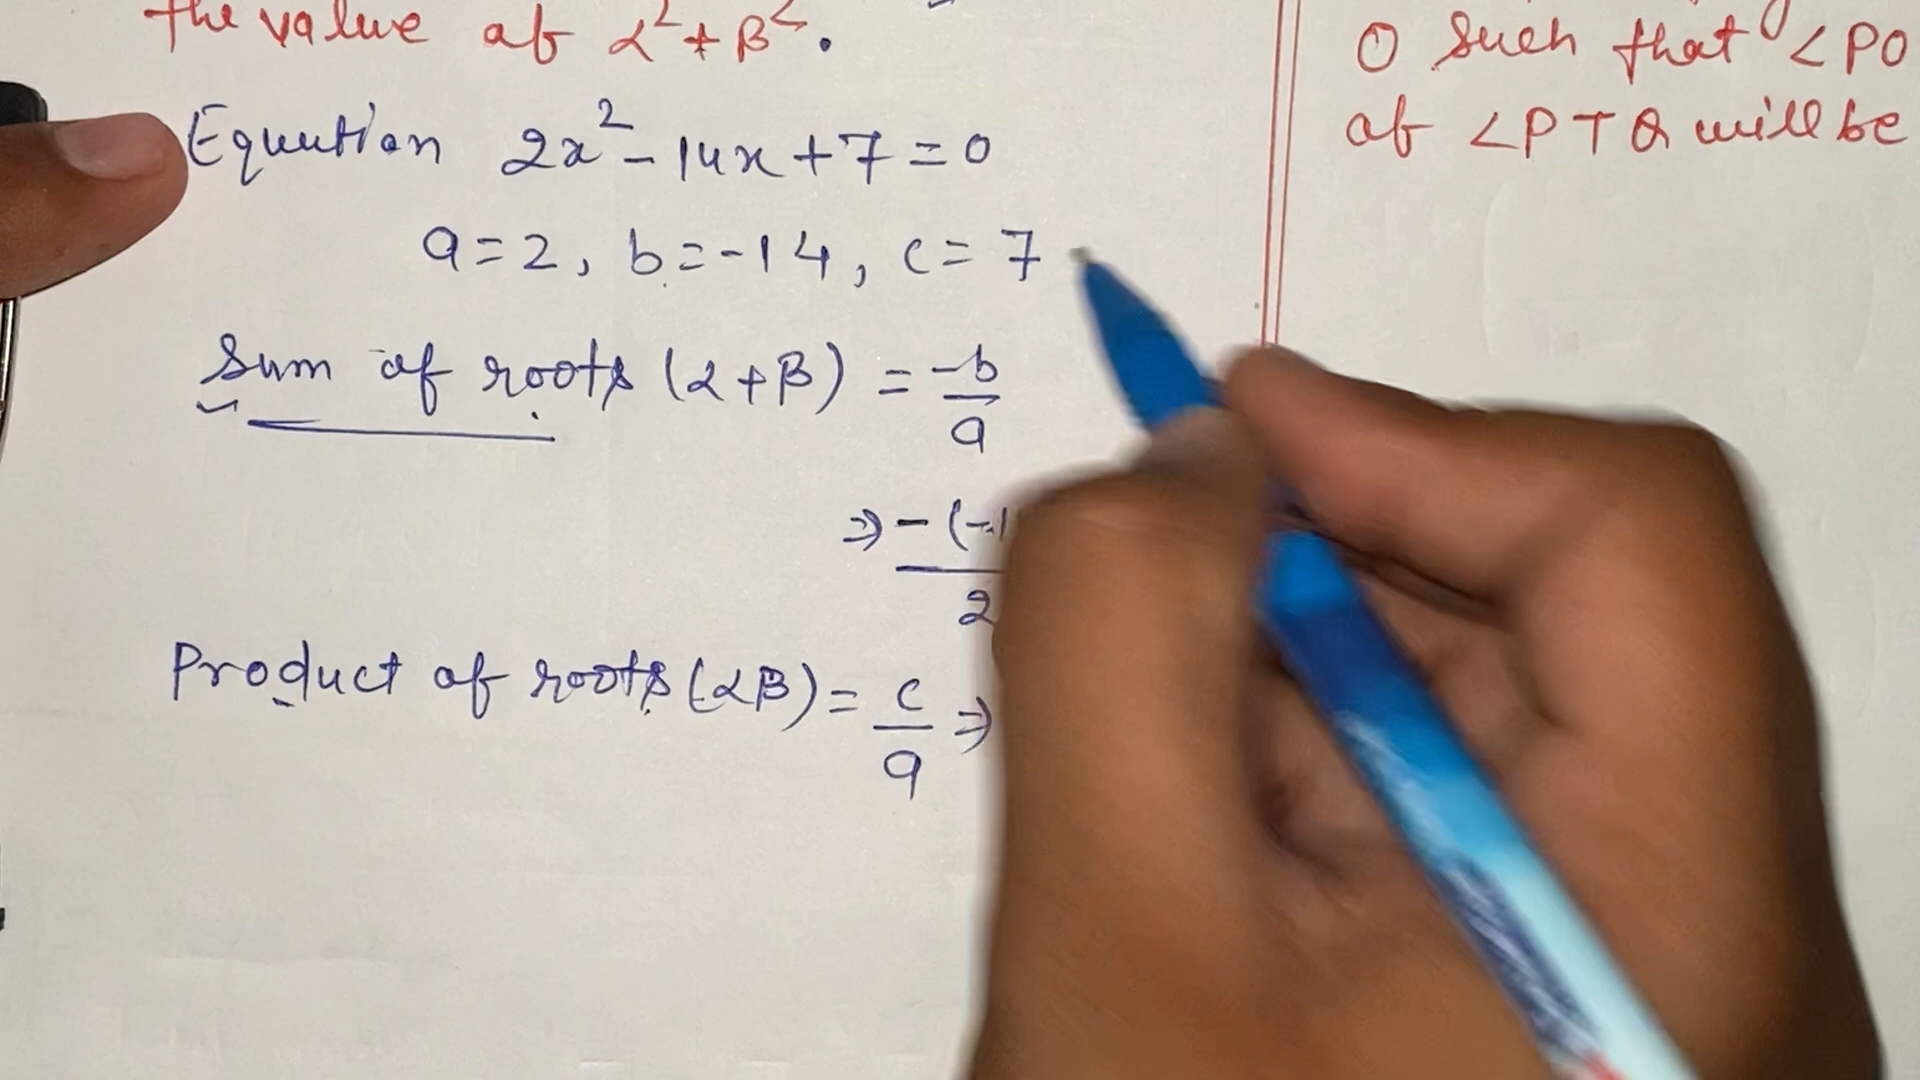 the value of α²+β².
Equation 2x²-14x+7=0
a=2, b=-14, c=7
Sum of roots (α+β) = -b/a
⇒ -(-1
2
Product of roots (αβ) = c/a ⇒
O such that ∠PO
of ∠PTQ will be